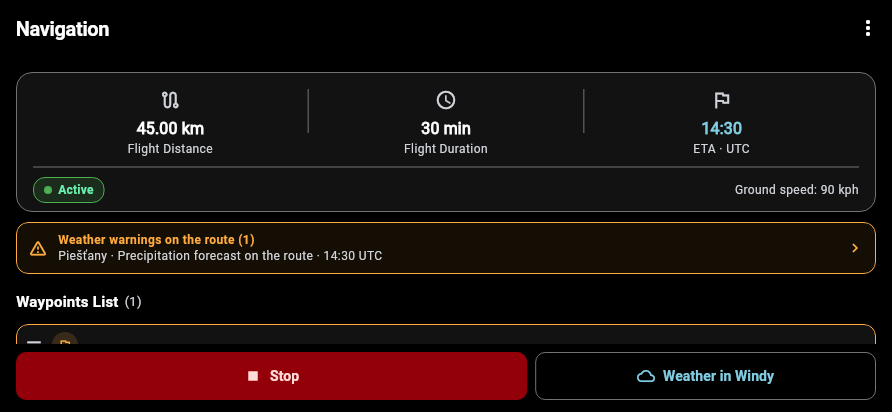 Navigation
45.00 km
Flight Distance
30 min
Flight Duration
14:30
ETA · UTC
Active
Ground speed: 90 kph
Weather warnings on the route (1)
Piešťany · Precipitation forecast on the route · 14:30 UTC
Waypoints List (1)
Stop
Weather in Windy